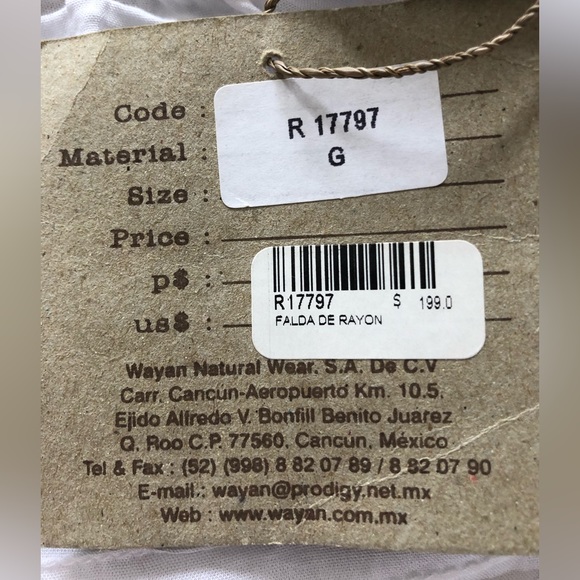 Code :
R 17797
Material :
G
Size :
Price :
p$ :
us$ :
R17797 $ 199.0
FALDA DE RAYON
Wayan Natural Wear. S.A. De C.V
Carr. Cancún-Aeropuerto Km. 10.5.
Ejido Alfredo V. Bonfill Benito Juarez
Q. Roo C.P. 77560. Cancún, México
Tel & Fax : (52) (998) 8 82 07 89 / 8 82 07 90
E-mail.: wayan@prodigy.net.mx
Web : www.wayan.com.mx